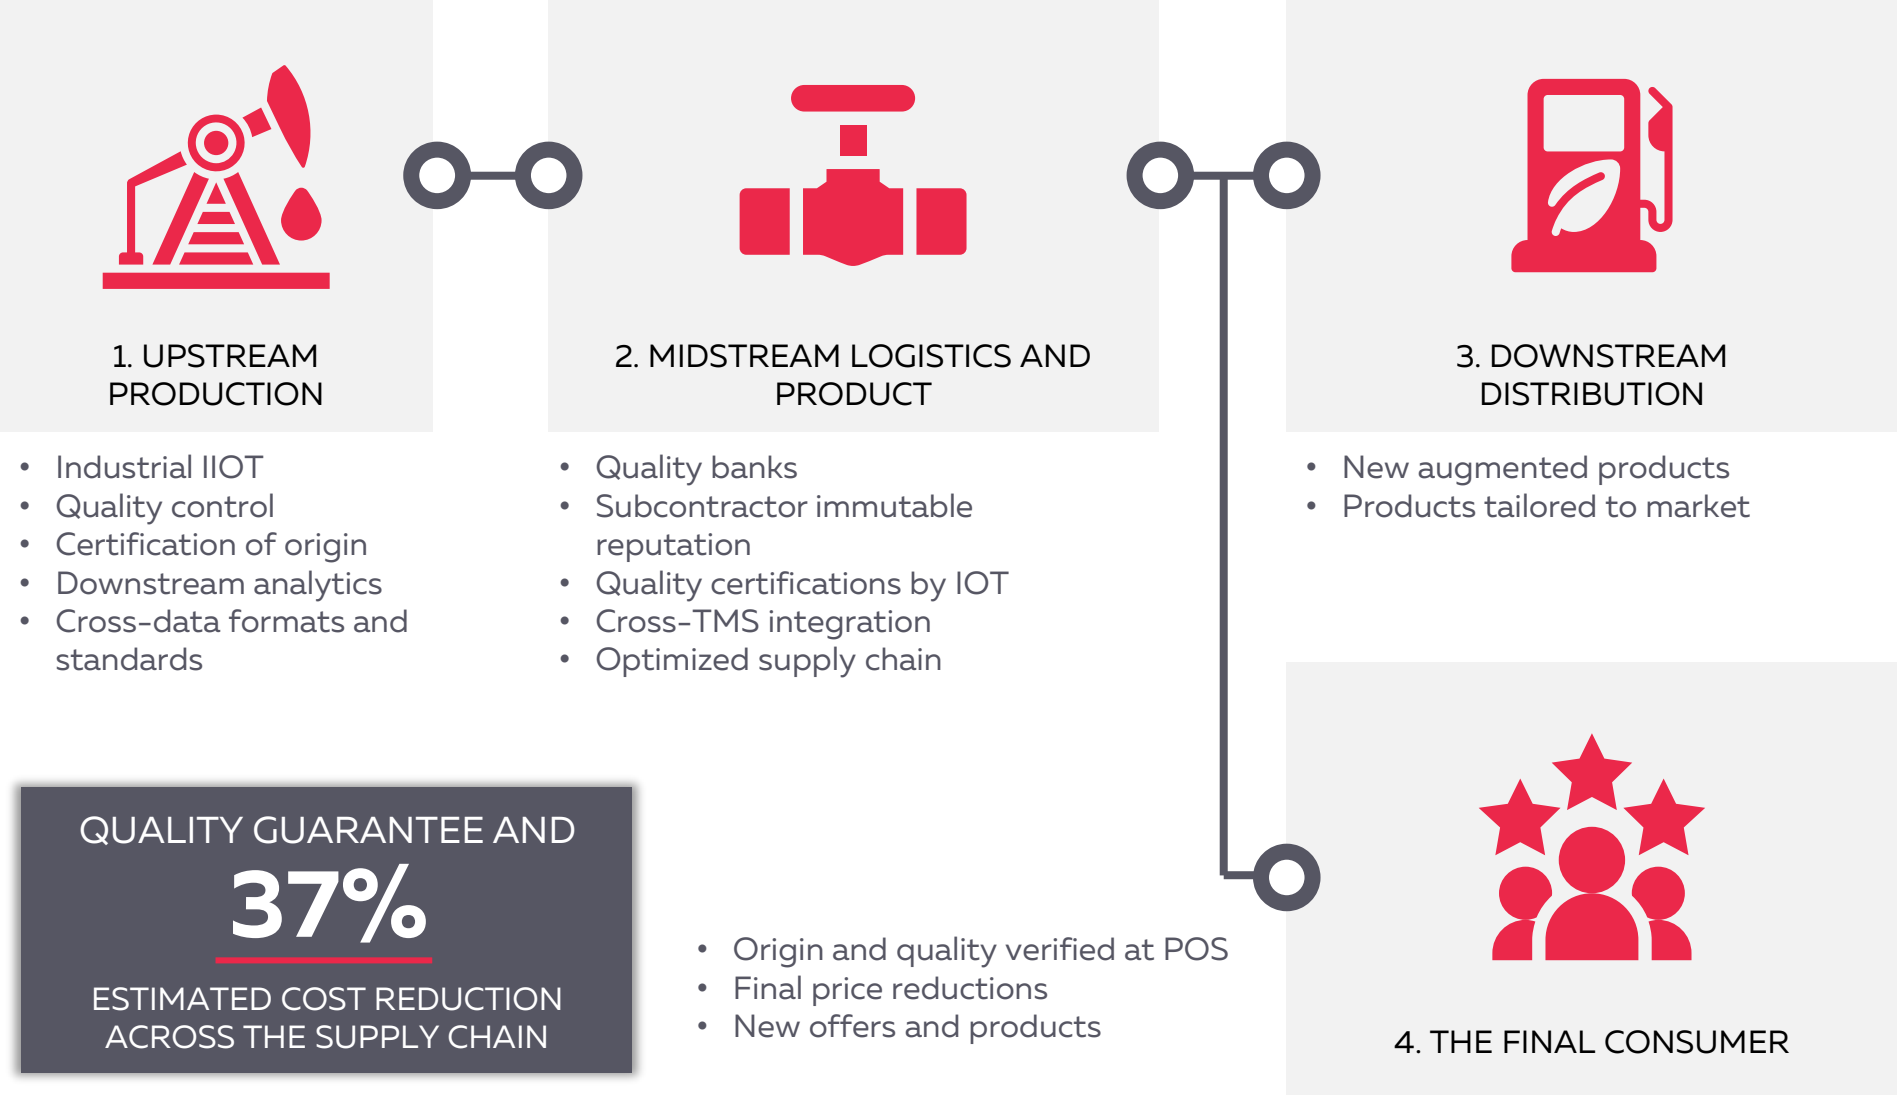 1. UPSTREAM
PRODUCTION
• Industrial IIOT
• Quality control
• Certification of origin
• Downstream analytics
• Cross-data formats and
standards
2. MIDSTREAM LOGISTICS AND
PRODUCT
• Quality banks
• Subcontractor immutable
reputation
• Quality certifications by IOT
• Cross-TMS integration
• Optimized supply chain
3. DOWNSTREAM
DISTRIBUTION
• New augmented products
• Products tailored to market
QUALITY GUARANTEE AND
37%
ESTIMATED COST REDUCTION
ACROSS THE SUPPLY CHAIN
• Origin and quality verified at POS
• Final price reductions
• New offers and products
4. THE FINAL CONSUMER